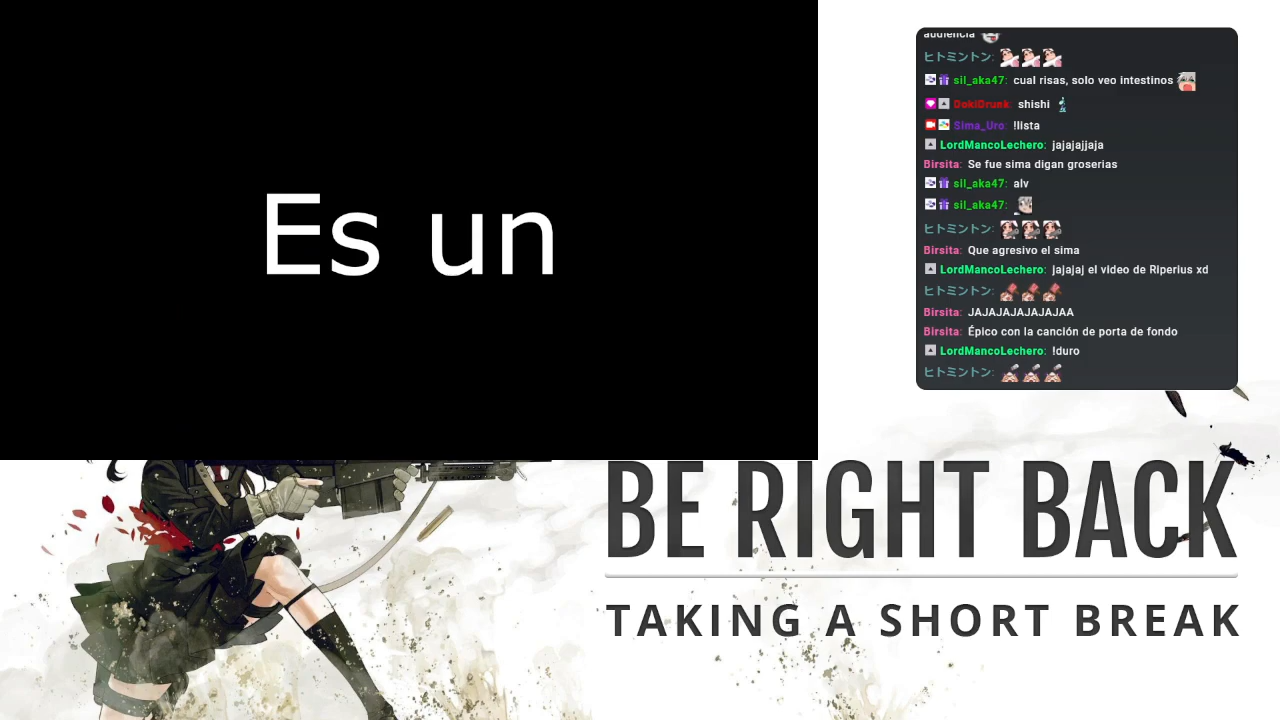 Es un
audiencia
ヒトミントン:
sil_aka47: cual risas, solo veo intestinos
DokiDrunk: shishi
Sima_Uro: !lista
LordMancoLechero: jajajajjaja
Birsita: Se fue sima digan groserias
sil_aka47: alv
sil_aka47:
ヒトミントン:
Birsita: Que agresivo el sima
LordMancoLechero: jajajaj el video de Riperius xd
ヒトミントン:
Birsita: JAJAJAJAJAJAJAA
Birsita: Épico con la canción de porta de fondo
LordMancoLechero: !duro
ヒトミントン:
BE RIGHT BACK
TAKING A SHORT BREAK